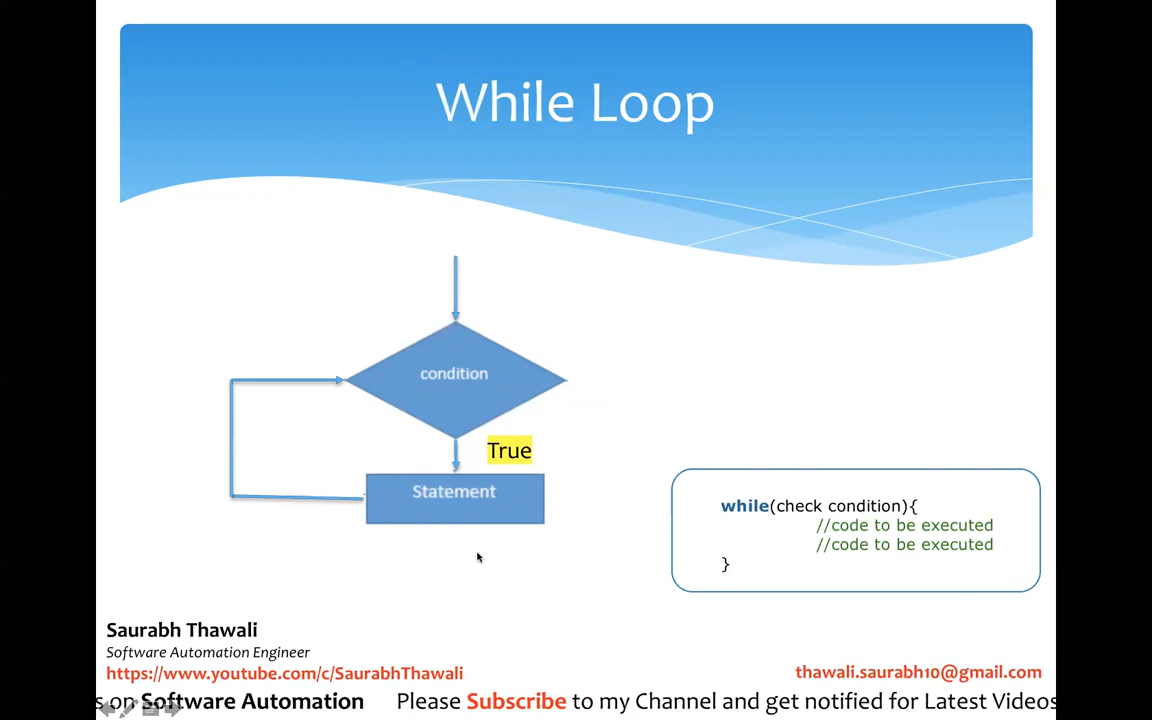 While Loop
condition
True
Statement
while(check condition){
//code to be executed
//code to be executed
}
Saurabh Thawali
Software Automation Engineer
https://www.youtube.com/c/SaurabhThawali
thawali.saurabh10@gmail.com
on Software Automation Please Subscribe to my Channel and get notified for Latest Videos